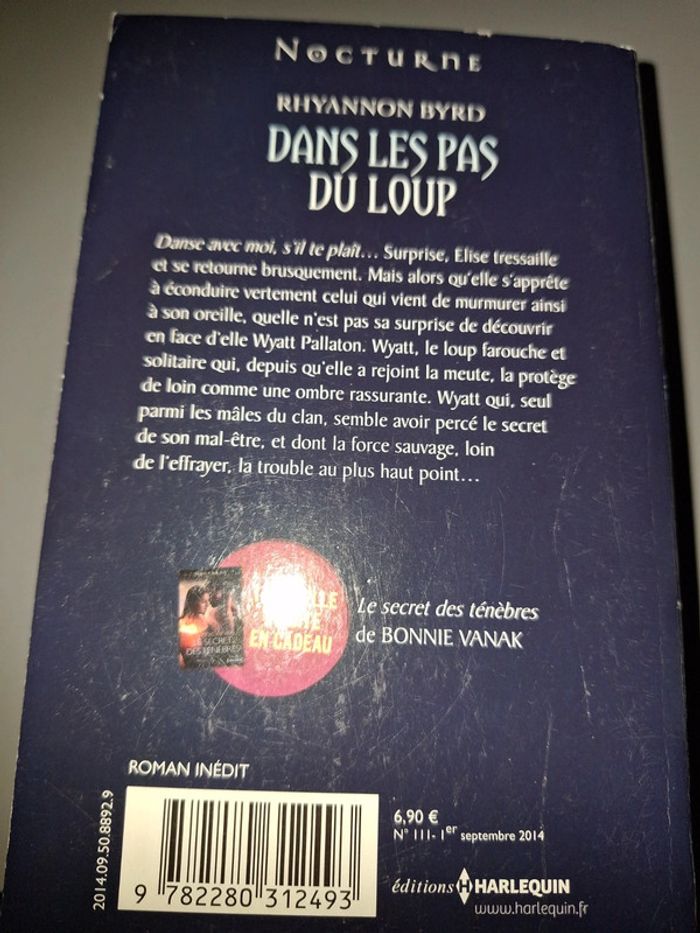 NOCTURNE
RHYANNON BYRD
DANS LES PAS
DU LOUP
Danse avec moi, s'il te plaît... Surprise, Elise tressaille
et se retourne brusquement. Mais alors qu'elle s'apprête
à éconduire vertement celui qui vient de murmurer ainsi
à son oreille, quelle n'est pas sa surprise de découvrir
en face d'elle Wyatt Pallaton. Wyatt, le loup farouche et
solitaire qui, depuis qu'elle a rejoint la meute, la protège
de loin comme une ombre rassurante. Wyatt qui, seul
parmi les mâles du clan, semble avoir percé le secret
de son mal-être, et dont la force sauvage, loin
de l'effrayer, la trouble au plus haut point...
LE SECRET
DES TÉNÈBRES
EN CADEAU
Le secret des ténèbres
de BONNIE VANAK
ROMAN INÉDIT
2014.09.50.8892.9
9 782280 312493
6,90 €
N° 111- 1er septembre 2014
éditions H HARLEQUIN
www.harlequin.fr